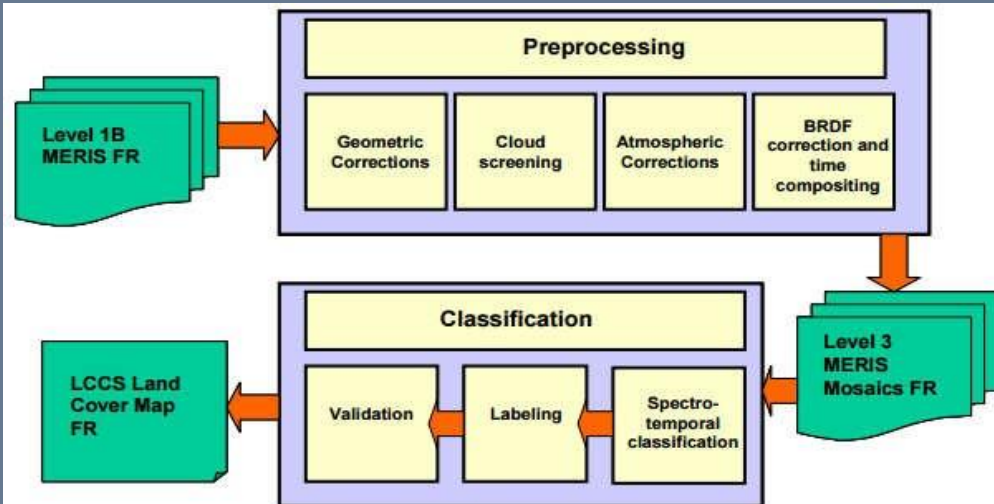 Preprocessing
Level 1B
MERIS FR
Geometric
Corrections
Cloud
screening
Atmospheric
Corrections
BRDF
correction and
time
compositing
Level 3
MERIS
Mosaics FR
Classification
Spectro-
temporal
classification
Labeling
Validation
LCCS Land
Cover Map
FR